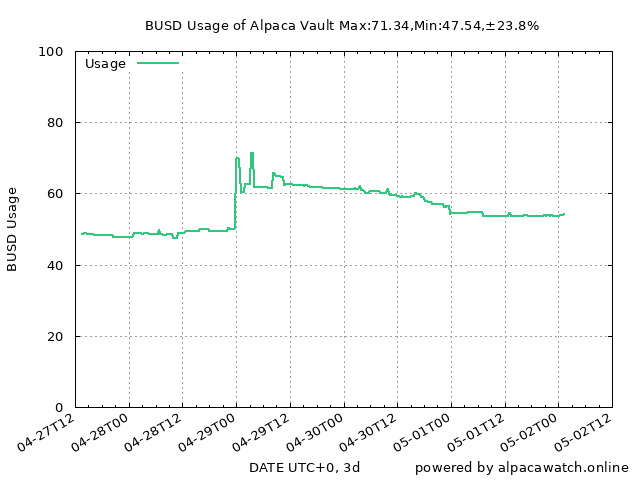 BUSD Usage of Alpaca Vault Max:71.34,Min:47.54,±23.8%
Usage
100
80
60
40
20
0
BUSD Usage
04-27T12
04-28T00
04-28T12
04-29T00
04-29T12
04-30T00
04-30T12
05-01T00
05-01T12
05-02T00
05-02T12
DATE UTC+0, 3d
powered by alpacawatch.online